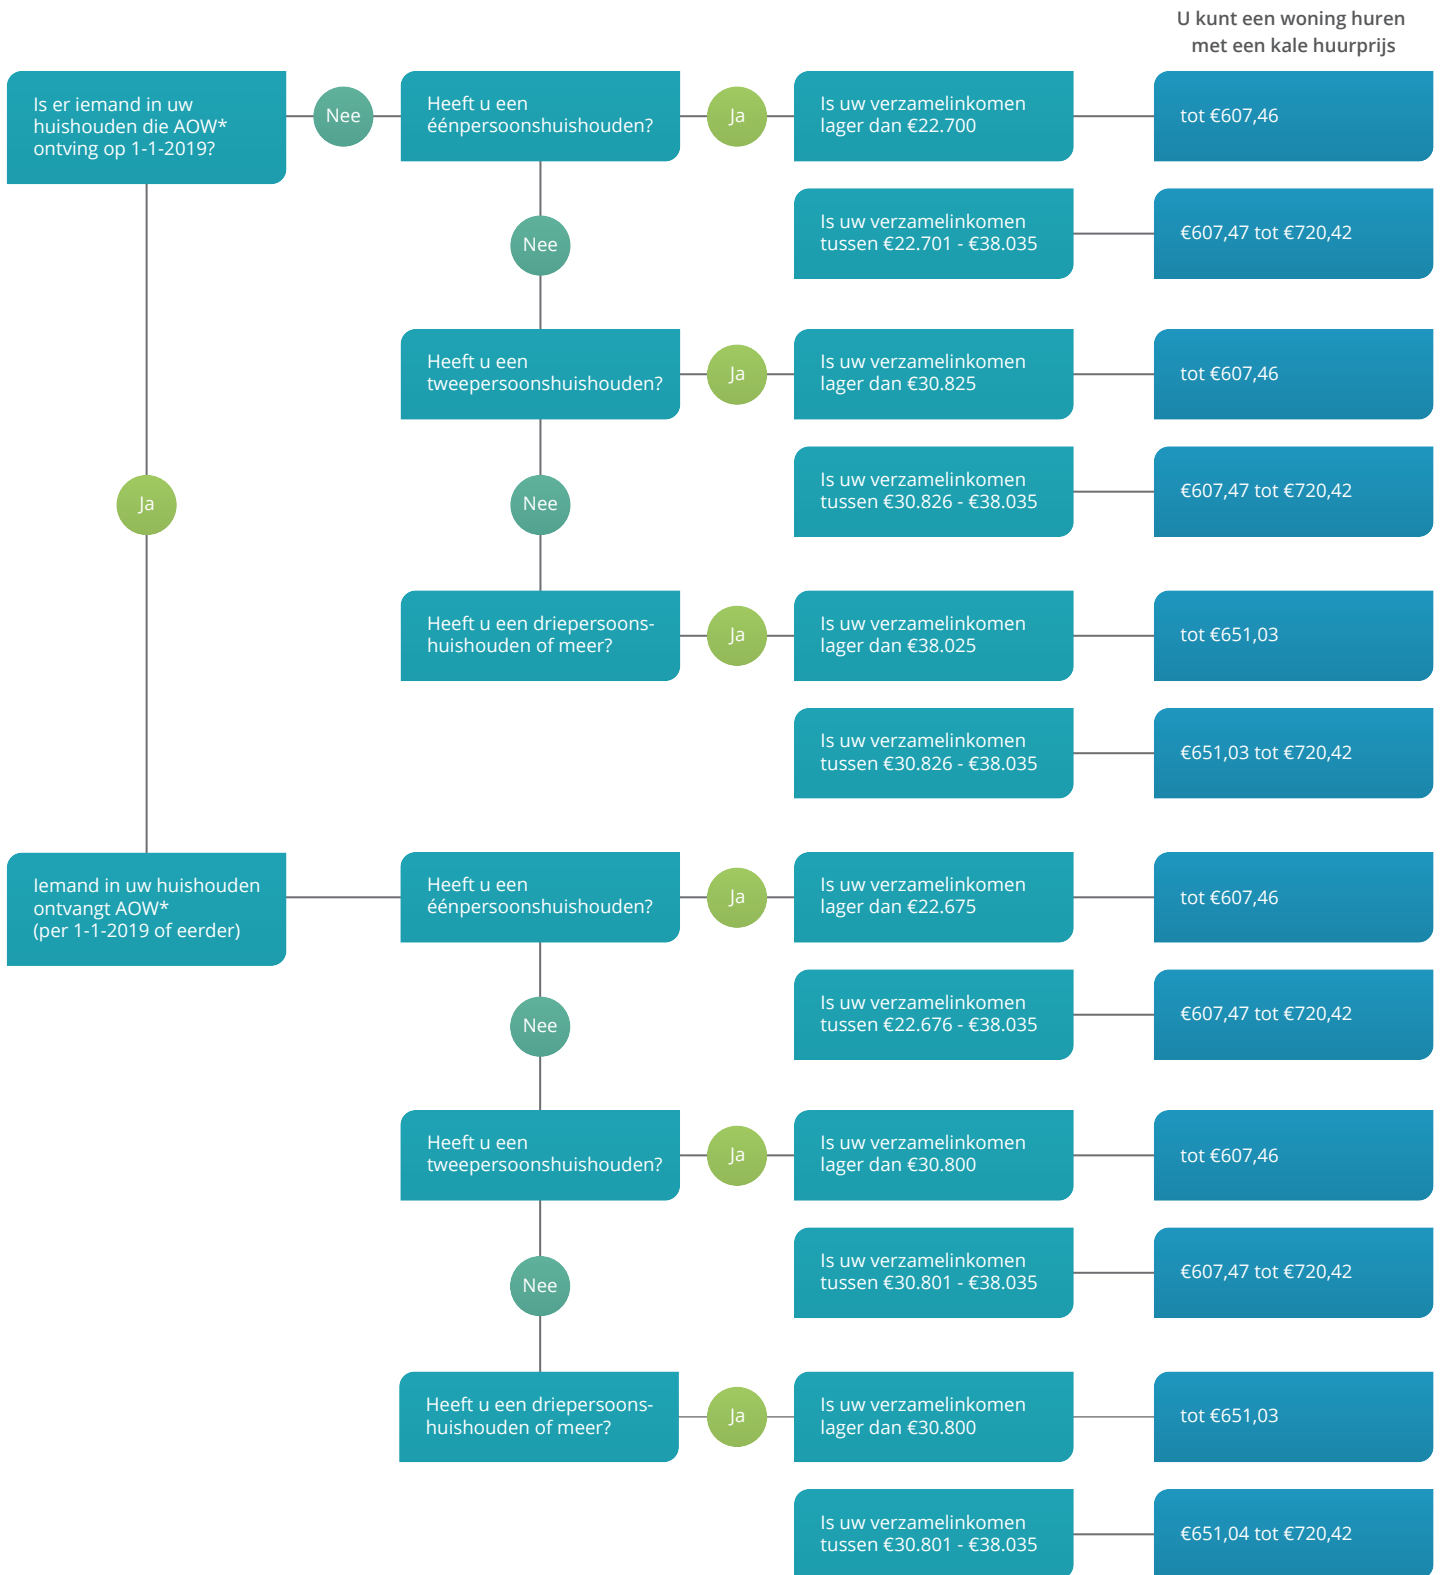 U kunt een woning huren
met een kale huurprijs
Is er iemand in uw
huishouden die AOW*
ontving op 1-1-2019?
Nee
Heeft u een
éénpersoonshuishouden?
Ja
Is uw verzamelinkomen
lager dan €22.700
tot €607,46
Is uw verzamelinkomen
tussen €22.701 - €38.035
€607,47 tot €720,42
Nee
Heeft u een
tweepersoonshuishouden?
Ja
Is uw verzamelinkomen
lager dan €30.825
tot €607,46
Is uw verzamelinkomen
tussen €30.826 - €38.035
€607,47 tot €720,42
Ja
Nee
Heeft u een driepersoons-
huishouden of meer?
Ja
Is uw verzamelinkomen
lager dan €38.025
tot €651,03
Is uw verzamelinkomen
tussen €30.826 - €38.035
€651,03 tot €720,42
Iemand in uw huishouden
ontvangt AOW*
(per 1-1-2019 of eerder)
Heeft u een
éénpersoonshuishouden?
Ja
Is uw verzamelinkomen
lager dan €22.675
tot €607,46
Is uw verzamelinkomen
tussen €22.676 - €38.035
€607,47 tot €720,42
Nee
Heeft u een
tweepersoonshuishouden?
Ja
Is uw verzamelinkomen
lager dan €30.800
tot €607,46
Is uw verzamelinkomen
tussen €30.801 - €38.035
€607,47 tot €720,42
Nee
Heeft u een driepersoons-
huishouden of meer?
Ja
Is uw verzamelinkomen
lager dan €30.800
tot €651,03
Is uw verzamelinkomen
tussen €30.801 - €38.035
€651,04 tot €720,42